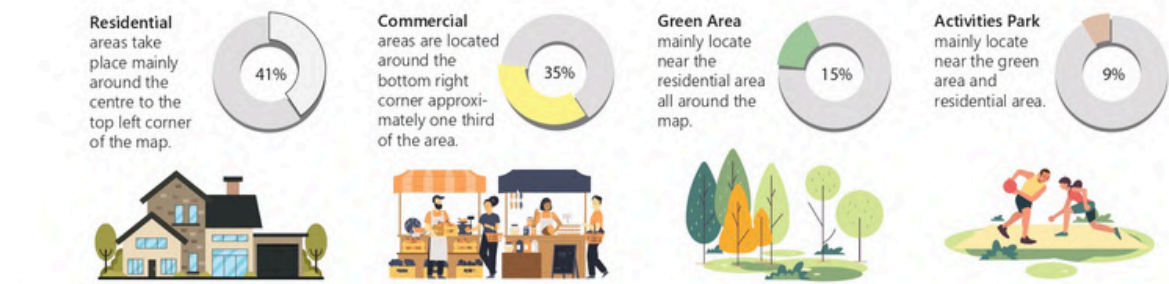 Residential
areas take
place mainly
around the
centre to the
top left corner
of the map.
41%
Commercial
areas are located
around the
bottom right
corner approxi-
mately one third
of the area.
35%
Green Area
mainly locate
near the
residential area
all around the
map.
15%
Activities Park
mainly locate
near the green
area and
residential area.
9%